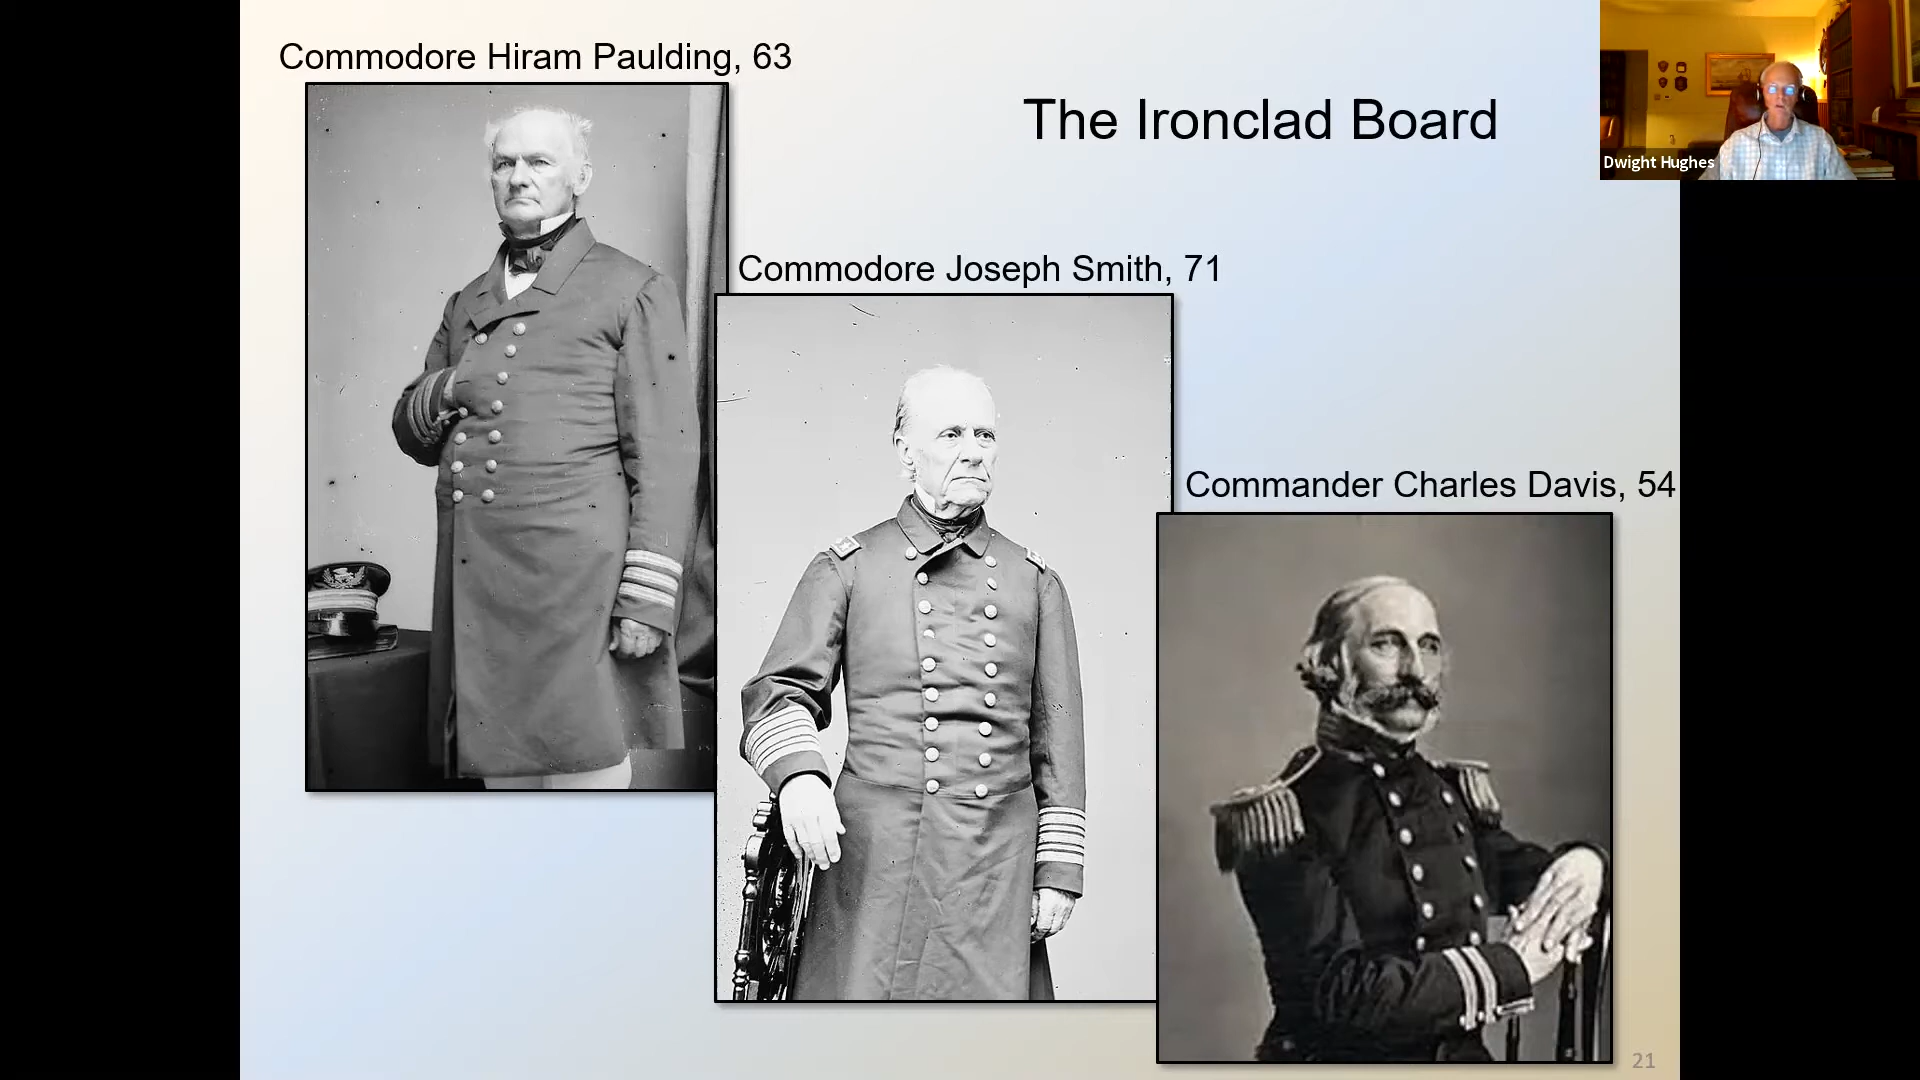 Commodore Hiram Paulding, 63
The Ironclad Board
Dwight Hughes
Commodore Joseph Smith, 71
Commander Charles Davis, 54
21